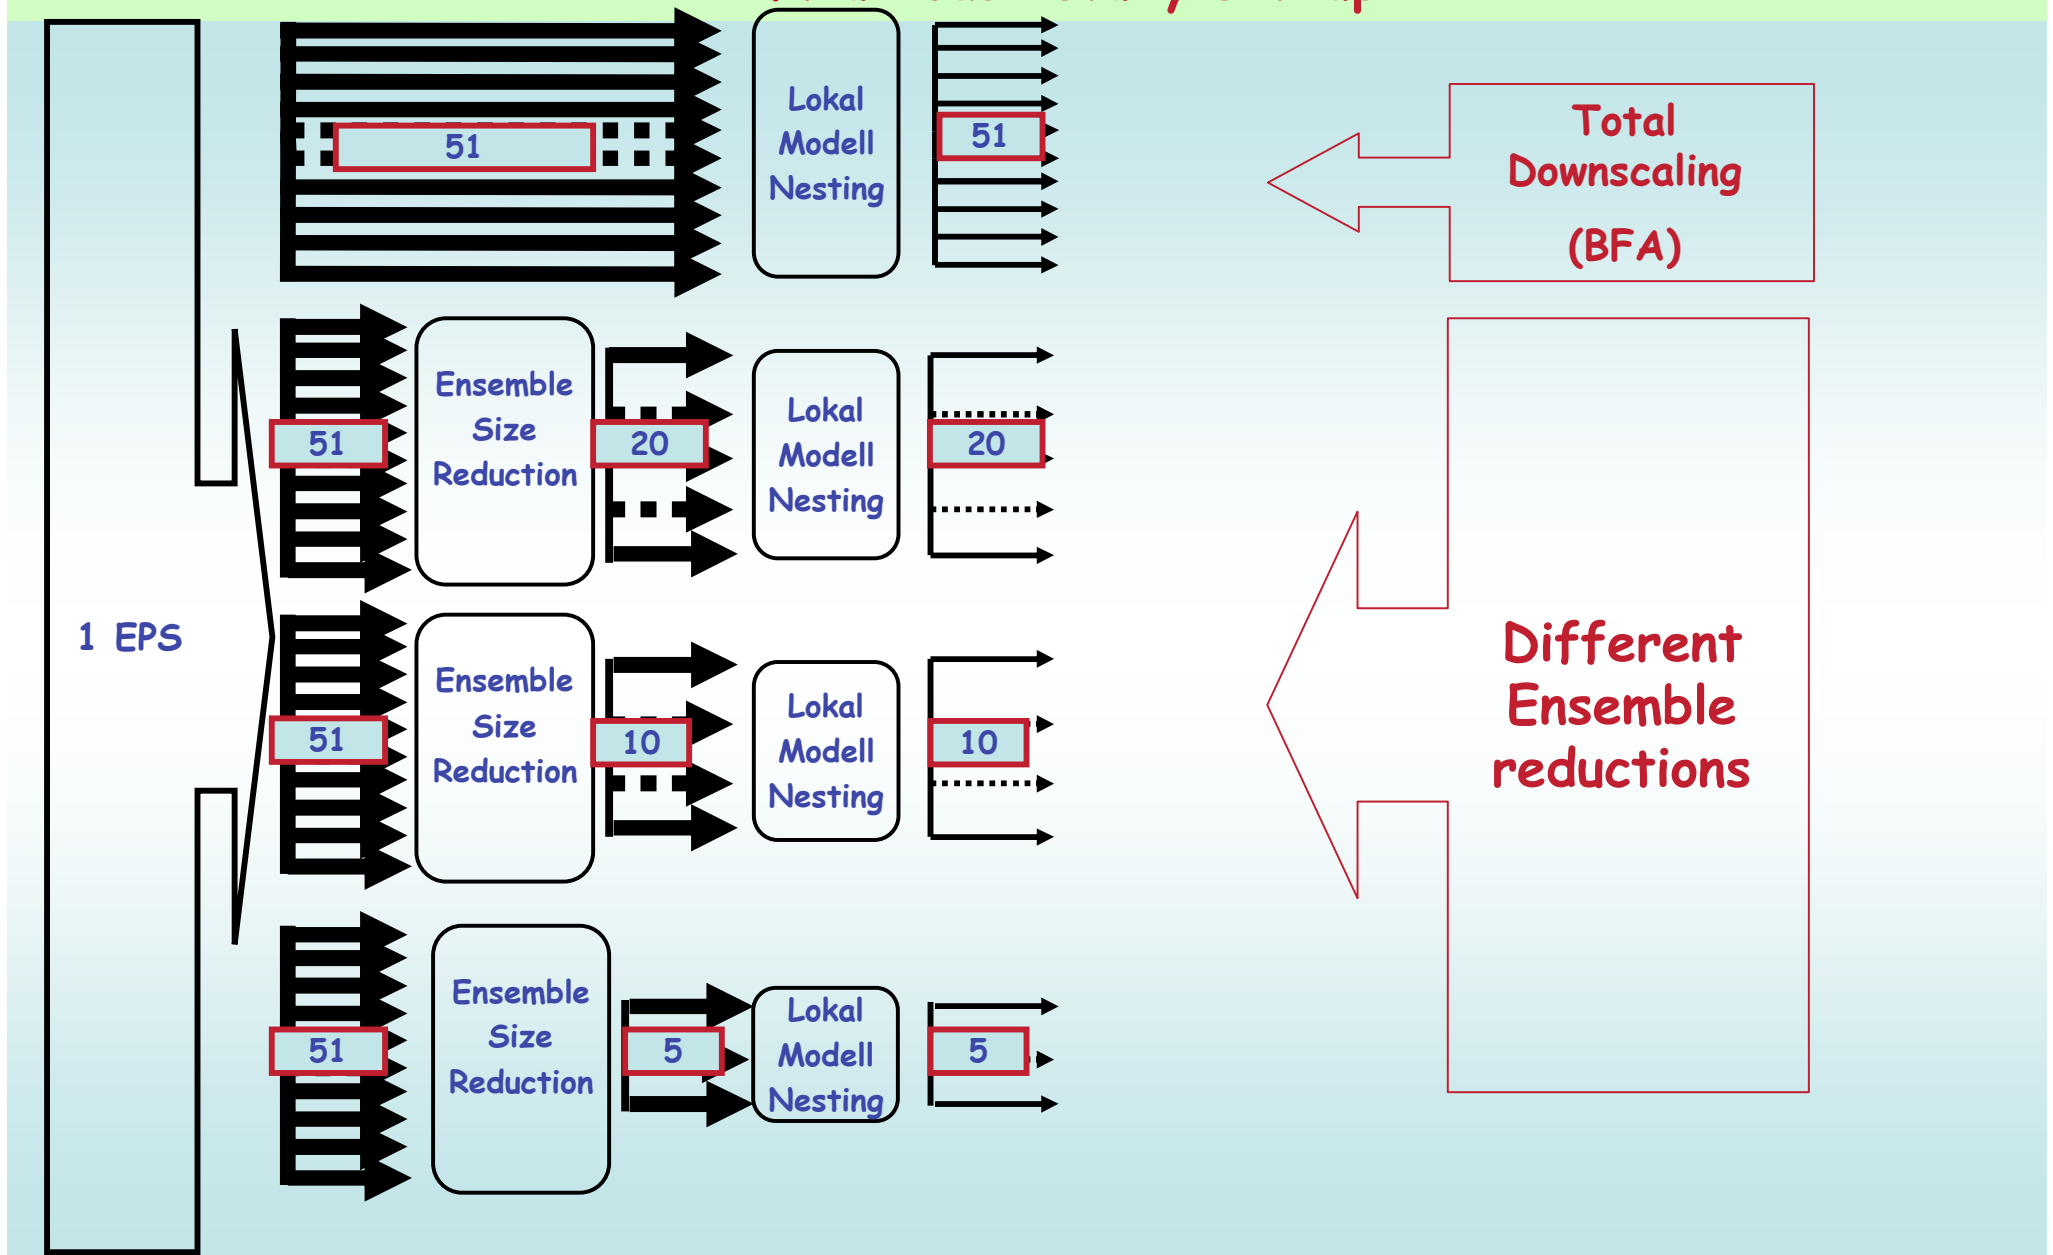 51
Lokal
Modell
Nesting
51
Total
Downscaling
(BFA)
1 EPS
51
Ensemble
Size
Reduction
20
Lokal
Modell
Nesting
20
51
Ensemble
Size
Reduction
10
Lokal
Modell
Nesting
10
Different
Ensemble
reductions
51
Ensemble
Size
Reduction
5
Lokal
Modell
Nesting
5